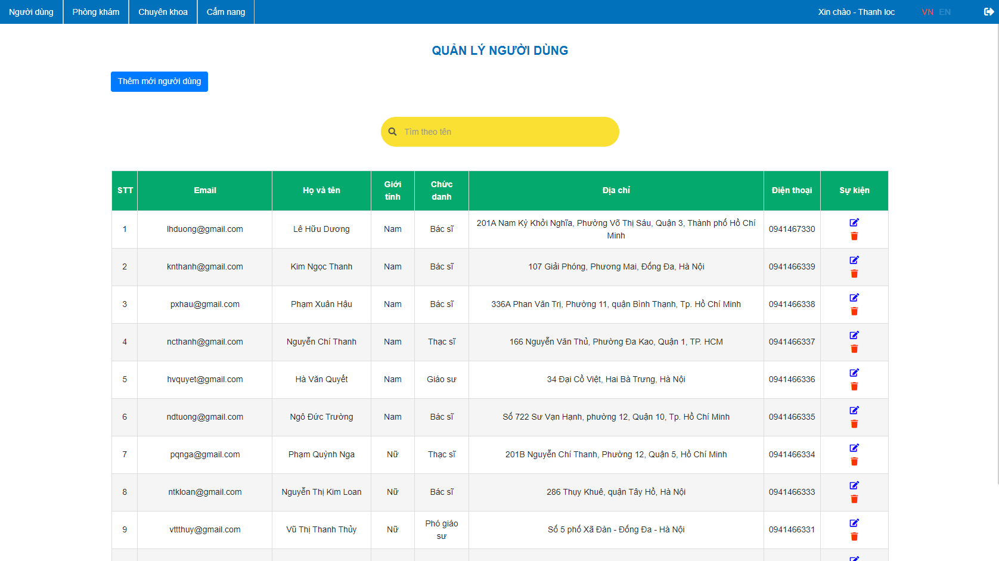 Người dùng Phòng khám Chuyên khoa Cẩm nang Xin chào - Thanh loc VN EN
QUẢN LÝ NGƯỜI DÙNG
Thêm mới người dùng
Tìm theo tên
STT Email Họ và tên Giới tính Chức danh Địa chỉ Điện thoại Sự kiện
1 lhduong@gmail.com Lê Hữu Dương Nam Bác sĩ 201A Nam Kỳ Khởi Nghĩa, Phường Võ Thị Sáu, Quận 3, Thành phố Hồ Chí Minh 0941467330
2 knthanh@gmail.com Kim Ngọc Thanh Nam Bác sĩ 107 Giải Phóng, Phương Mai, Đống Đa, Hà Nội 0941466339
3 pxhau@gmail.com Phạm Xuân Hậu Nam Bác sĩ 336A Phan Văn Trị, Phường 11, quận Bình Thạnh, Tp. Hồ Chí Minh 0941466338
4 ncthanh@gmail.com Nguyễn Chí Thanh Nam Thạc sĩ 166 Nguyễn Văn Thủ, Phường Đa Kao, Quận 1, TP. HCM 0941466337
5 hvquyet@gmail.com Hà Văn Quyết Nam Giáo sư 34 Đại Cồ Việt, Hai Bà Trưng, Hà Nội 0941466336
6 ndtuong@gmail.com Ngô Đức Trường Nam Bác sĩ Số 722 Sư Vạn Hạnh, phường 12, Quận 10, Tp. Hồ Chí Minh 0941466335
7 pqnga@gmail.com Phạm Quỳnh Nga Nữ Thạc sĩ 201B Nguyễn Chí Thanh, Phường 12, Quận 5, Hồ Chí Minh 0941466334
8 ntkloan@gmail.com Nguyễn Thị Kim Loan Nữ Bác sĩ 286 Thụy Khuê, quận Tây Hồ, Hà Nội 0941466333
9 vttthuy@gmail.com Vũ Thị Thanh Thủy Nữ Phó giáo sư Số 5 phố Xã Đàn - Đống Đa - Hà Nội 0941466331